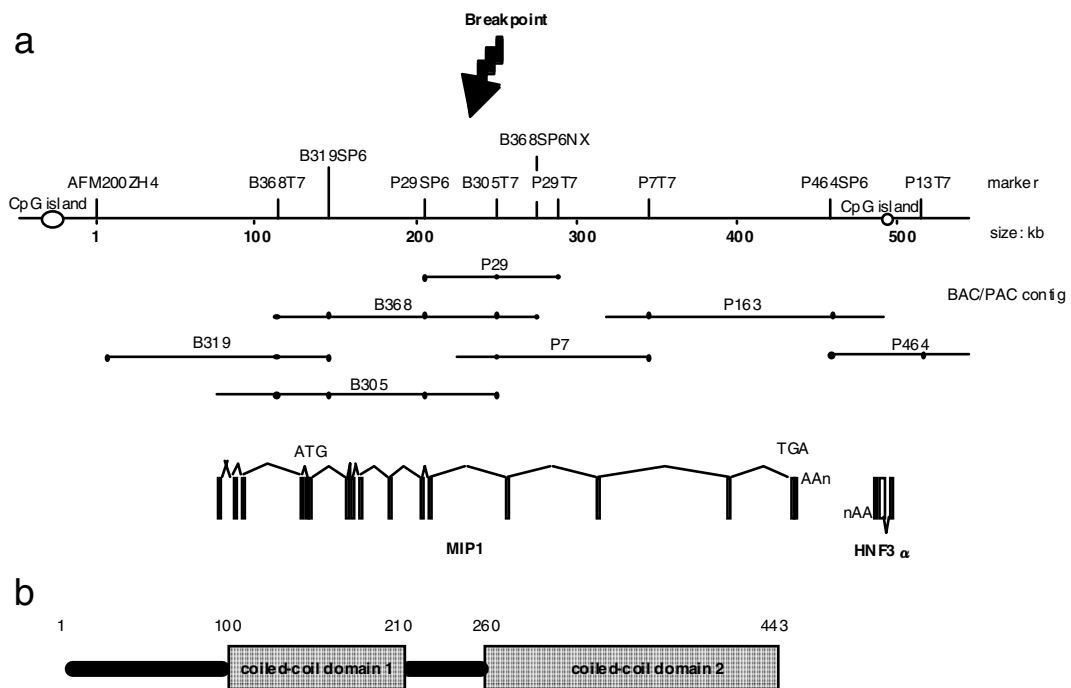 a
Breakpoint
B368SP6NX
B319SP6
AFM200ZH4 B368T7 P29SP6 B305T7 P29T7 P7T7 P464SP6 P13T7 marker
CpG island CpG island
1 100 200 300 400 500 size: kb
P29
BAC/PAC contig
B368 P163
B319 P7 P464
B305
ATG TGA
AAn
nAA
MIP1 HNF3 α
b
1 100 210 260 443
coiled-coil domain 1 coiled-coil domain 2